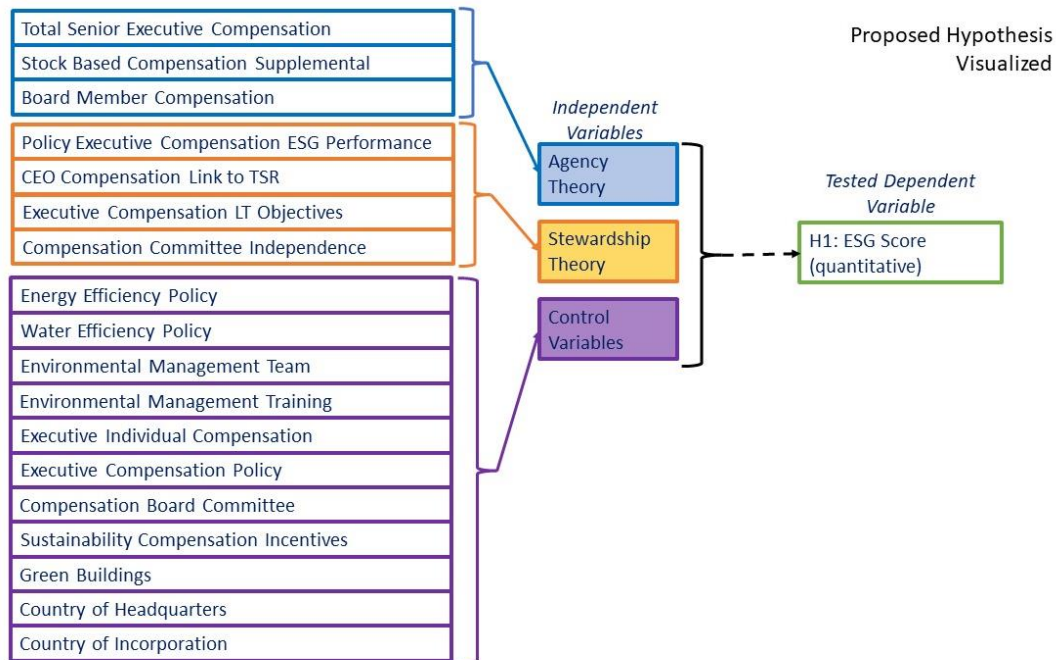 Proposed Hypothesis
Visualized
Total Senior Executive Compensation
Stock Based Compensation Supplemental
Board Member Compensation
Policy Executive Compensation ESG Performance
CEO Compensation Link to TSR
Executive Compensation LT Objectives
Compensation Committee Independence
Energy Efficiency Policy
Water Efficiency Policy
Environmental Management Team
Environmental Management Training
Executive Individual Compensation
Executive Compensation Policy
Compensation Board Committee
Sustainability Compensation Incentives
Green Buildings
Country of Headquarters
Country of Incorporation
Independent
Variables
Agency
Theory
Stewardship
Theory
Control
Variables
Tested Dependent
Variable
H1: ESG Score
(quantitative)